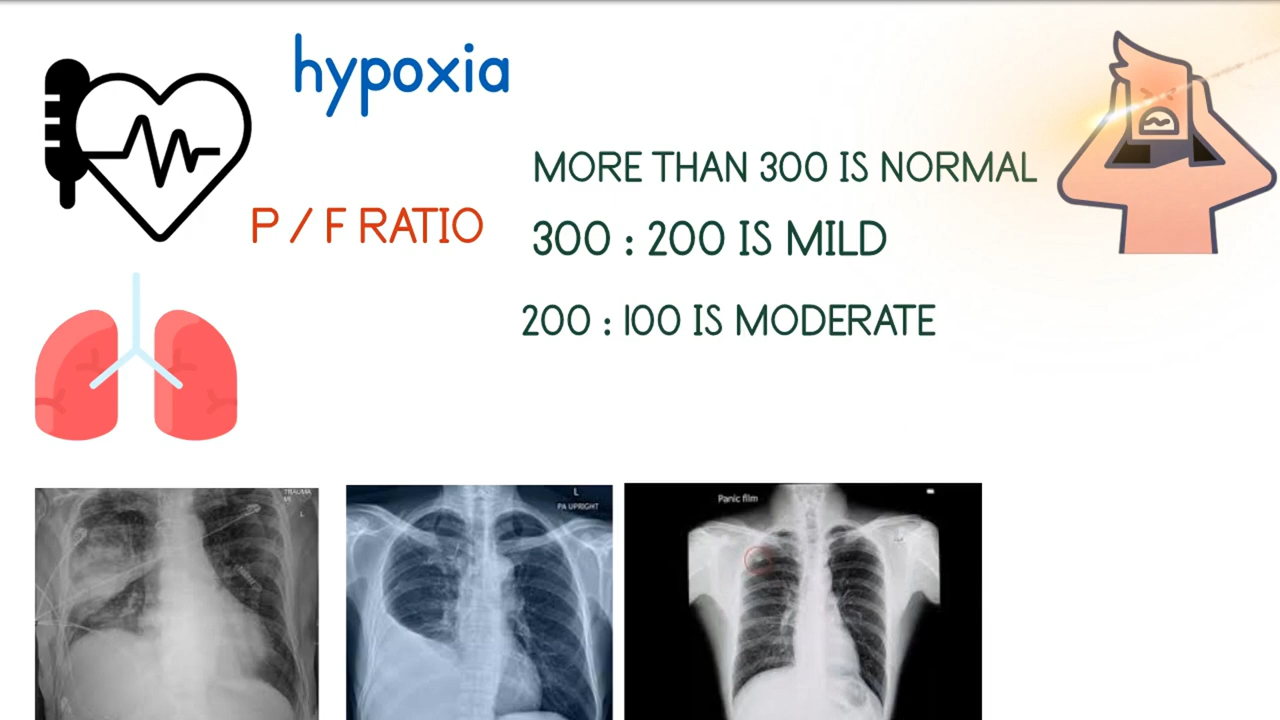 hypoxia
MORE THAN 300 IS NORMAL
P / F RATIO
300 : 200 IS MILD
200 : 100 IS MODERATE
TRAUMA
L
L
PA UPRIGHT
Panic film